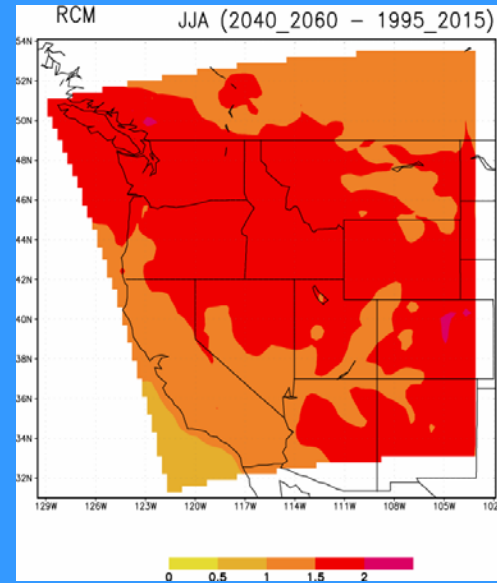 RCM JJA (2040_2060 – 1995_2015)
54N
52N
50N
48N
46N
44N
42N
40N
38N
36N
34N
32N
129W 126W 123W 120W 117W 114W 111W 108W 105W 102
0 0.5 1 1.5 2